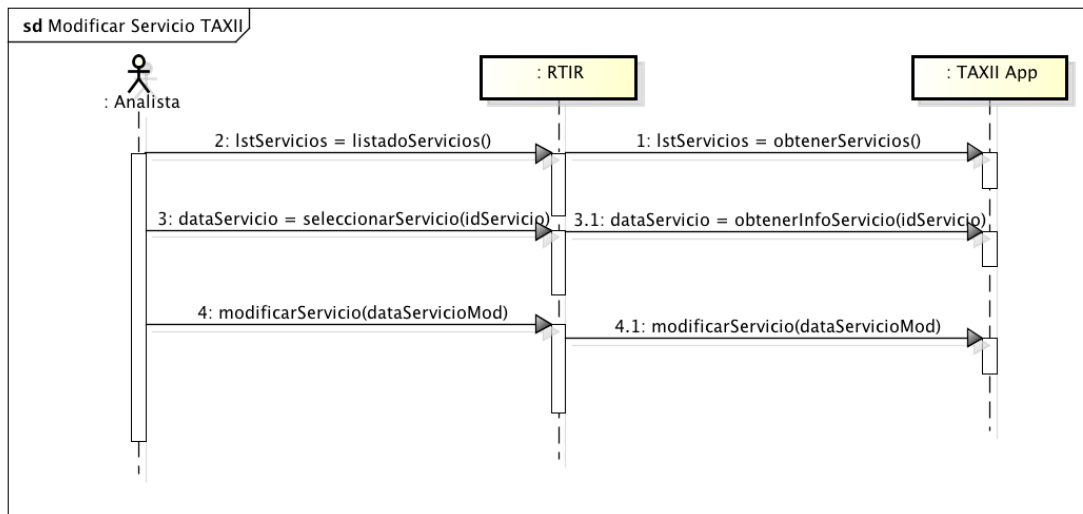 sd Modificar Servicio TAXII
: Analista
: RTIR
: TAXII App
2: lstServicios = listadoServicios()
1: lstServicios = obtenerServicios()
3: dataServicio = seleccionarServicio(idServicio)
3.1: dataServicio = obtenerInfoServicio(idServicio)
4: modificarServicio(dataServicioMod)
4.1: modificarServicio(dataServicioMod)